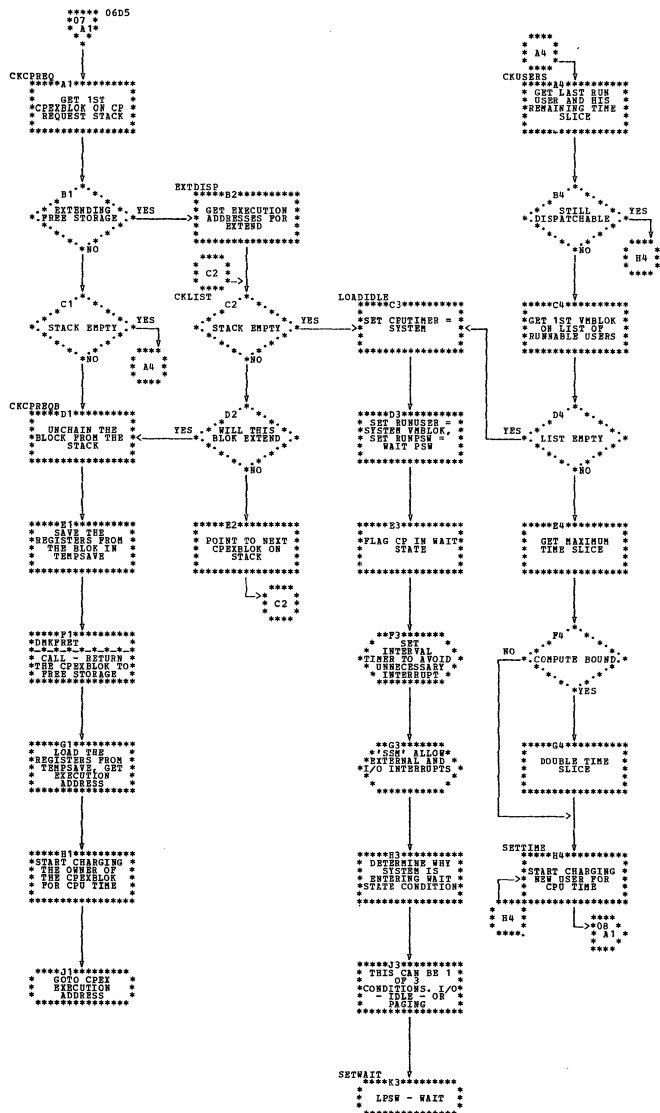 06D5
07
A1
CKCPREQ
A1
GET 1ST
CPEXBLOK ON CP
REQUEST STACK
B1
EXTENDING
FREE STORAGE
YES
NO
C1
STACK EMPTY
YES
A4
NO
CKCPREQB
D1
UNCHAIN THE
BLOCK FROM THE
STACK
E1
SAVE THE
REGISTERS FROM
THE BLOK IN
TEMPSAVE
F1
DMKFRET
CALL - RETURN
THE CPEXBLOK TO
FREE STORAGE
G1
LOAD THE
REGISTERS FROM
TEMPSAVE, GET
EXECUTION
ADDRESS
H1
START CHARGING
THE OWNER OF
THE CPEXBLOK
FOR CPU TIME
J1
GOTO CPEX
EXECUTION
ADDRESS
EXTDISP
B2
GET EXECUTION
ADDRESSES FOR
EXTEND
C2
CKLIST
C2
STACK EMPTY
YES
NO
D2
YES
WILL THIS
BLOK EXTEND
NO
E2
POINT TO NEXT
CPEXBLOK ON
STACK
C2
LOADIDLE
C3
SET CPUTIMER =
SYSTEM
D3
SET RUNUSER =
SYSTEM VMBLOK,
SET RUNPSW =
WAIT PSW
E3
FLAG CP IN WAIT
STATE
F3
SET
INTERVAL
TIMER TO AVOID
UNNECESSARY
INTERRUPT
G3
'SSM' ALLOW
EXTERNAL AND
I/O INTERRUPTS
H3
DETERMINE WHY
SYSTEM IS
ENTERING WAIT
STATE CONDITION
J3
THIS CAN BE 1
OF 3
CONDITIONS. I/O
- IDLE - OR
PAGING
SETWAIT
K3
LPSW - WAIT
A4
CKUSERS
A4
GET LAST RUN
USER AND HIS
REMAINING TIME
SLICE
B4
STILL
DISPATCHABLE
YES
H4
NO
C4
GET 1ST VMBLOK
ON LIST OF
RUNNABLE USERS
D4
YES
LIST EMPTY
NO
E4
GET MAXIMUM
TIME SLICE
F4
NO
COMPUTE BOUND
YES
G4
DOUBLE TIME
SLICE
SETTIME
H4
START CHARGING
NEW USER FOR
CPU TIME
H4
08
A1